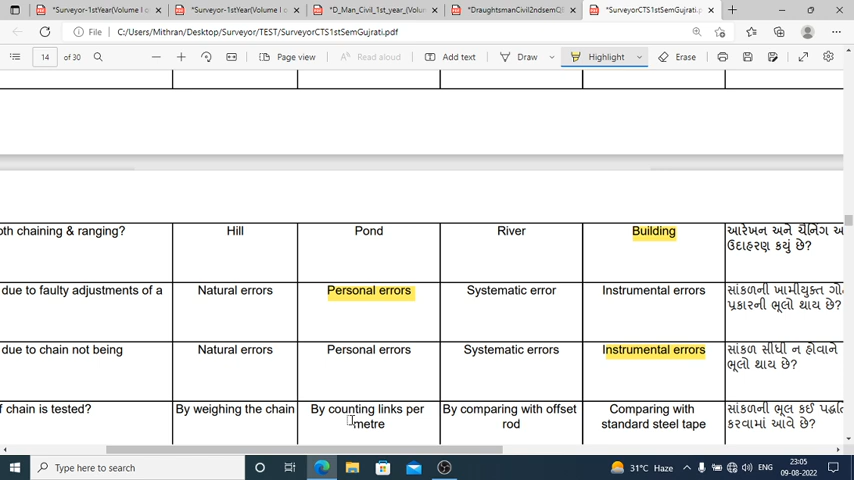 *Surveyor-1stYear(Volume I o
*Surveyor-1stYear(Volume I o
*D_Man_Civil_1st_year_(Volum
*DraughtsmanCivil2ndsemQB
*SurveyorCTS1stSemGujrati.pd
File
C:/Users/Mithran/Desktop/Surveyor/TEST/SurveyorCTS1stSemGujrati.pdf
14 of 30
Page view
Read aloud
Add text
Draw
Highlight
Erase
oth chaining & ranging?
Hill
Pond
River
Building
આરેખન અને ચૈનિંગ અ
ઉદાહરણ કયું છે?
due to faulty adjustments of a
Natural errors
Personal errors
Systematic error
Instrumental errors
સાંકળની ખામીયુક્ત ગો
પ્રકારની ભૂલો થાય છે?
due to chain not being
Natural errors
Personal errors
Systematic errors
Instrumental errors
સાંકળ સીધી ન હોવાને
ભૂલો થાય છે?
f chain is tested?
By weighing the chain
By counting links per
metre
By comparing with offset
rod
Comparing with
standard steel tape
સાંકળની ભૂલ કઈ પદ્ધતિ
કરવામાં આવે છે?
Type here to search
31°C Haze
ENG
23:05
09-08-2022